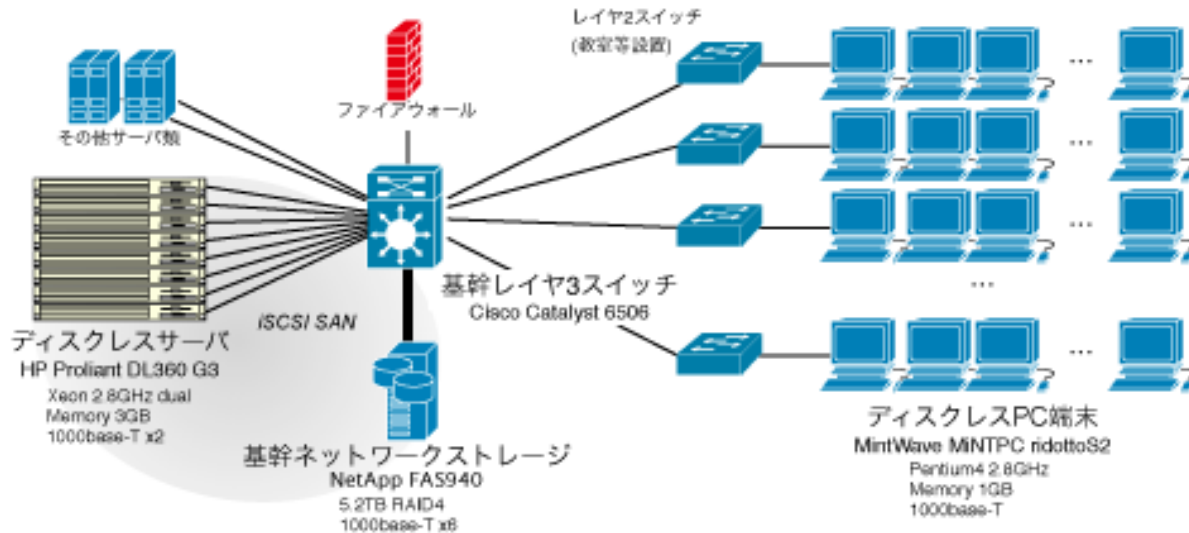 レイヤ2スイッチ
(教室等設置)
その他サーバ類
ファイアウォール
...
...
...
...
基幹レイヤ3スイッチ
Cisco Catalyst 6506
iSCSI SAN
ディスクレスサーバ
HP Proliant DL360 G3
Xeon 2.8GHz dual
Memory 3GB
1000base-T x2
基幹ネットワークストレージ
NetApp FAS940
5.2TB RAID4
1000base-T x6
...
ディスクレスPC端末
MintWave MiNTPC ridottoS2
Pentium4 2.8GHz
Memory 1GB
1000base-T